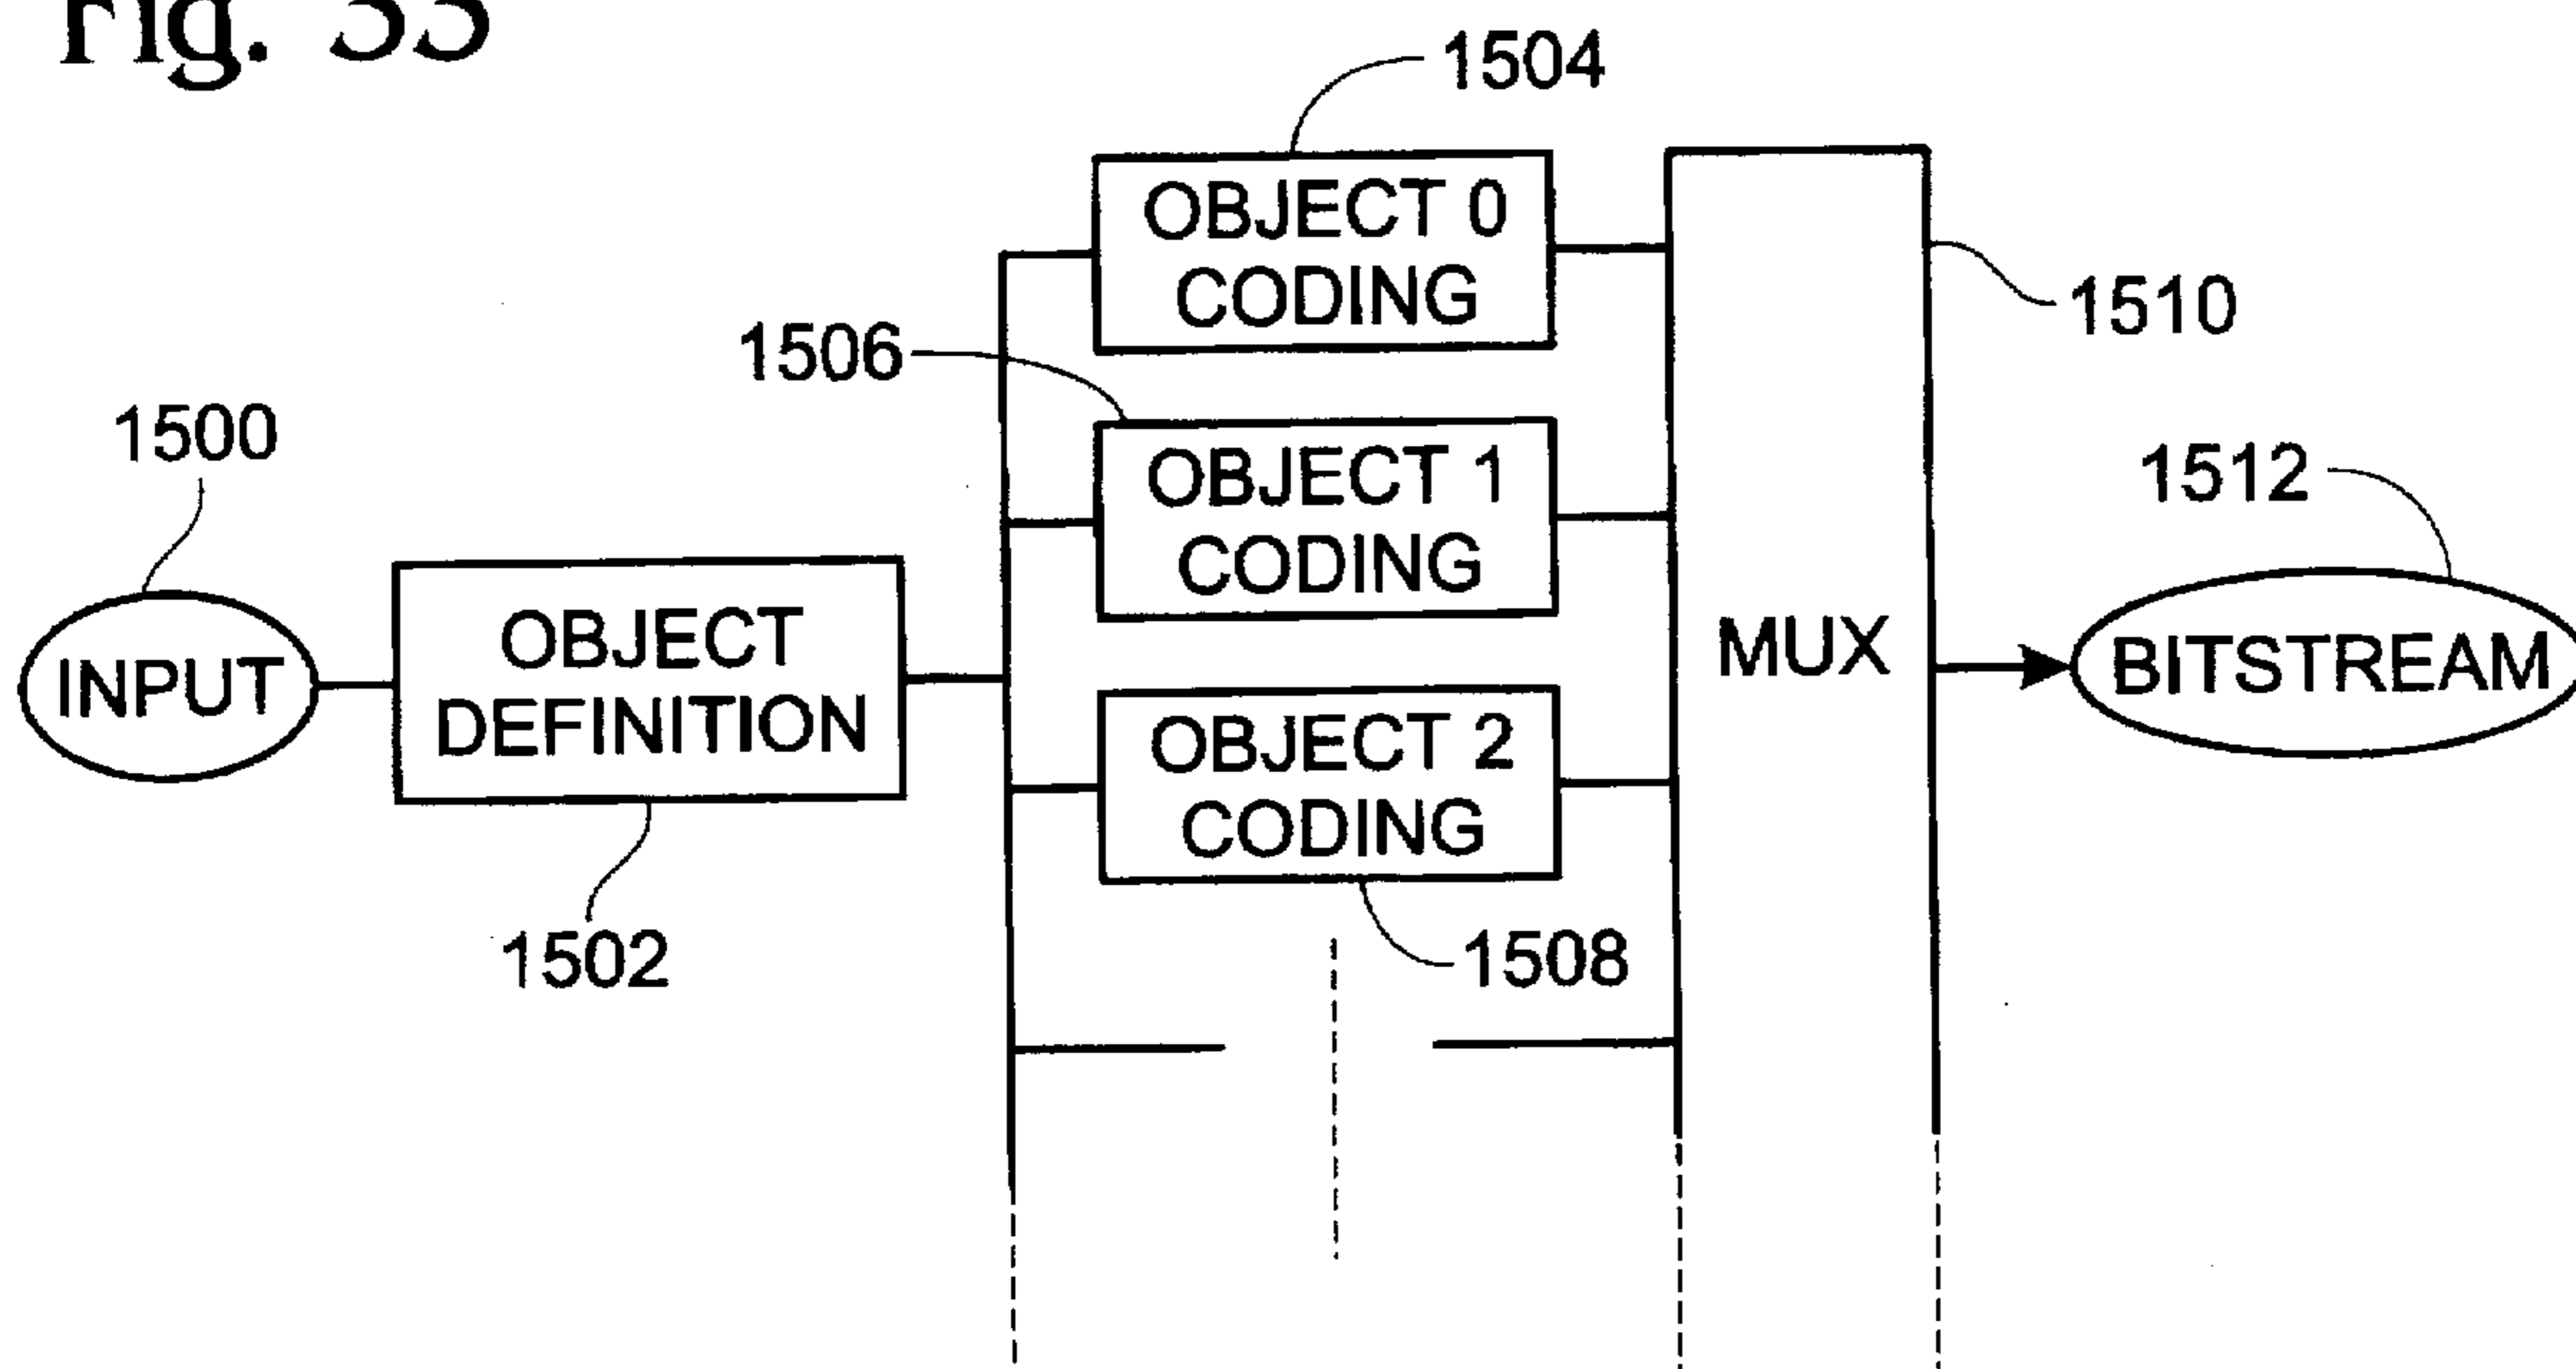 Fig.
1504
OBJECT 0
CODING
1510
1506
1500
OBJECT 1
CODING
1512
INPUT
OBJECT
DEFINITION
MUX
BITSTREAM
OBJECT 2
CODING
1502
1508